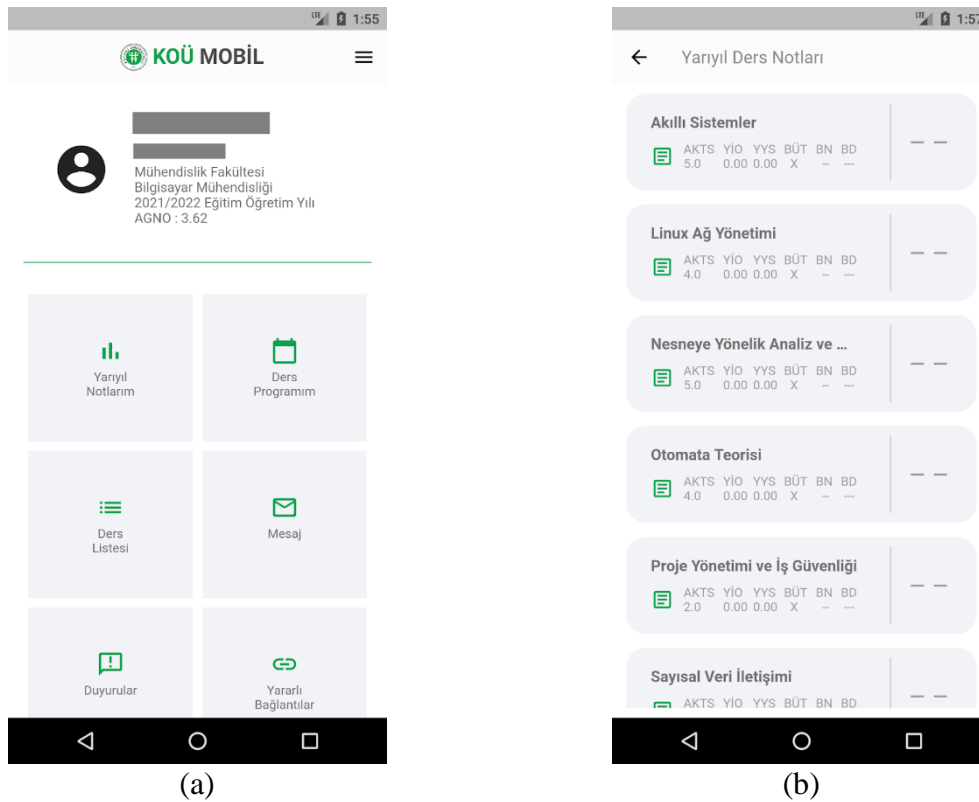 LTE 1:55
KOÜ MOBİL
Mühendislik Fakültesi
Bilgisayar Mühendisliği
2021/2022 Eğitim Öğretim Yılı
AGNO : 3.62
Yarıyıl
Notlarım
Ders
Programım
Ders
Listesi
Mesaj
Duyurular
Yararlı
Bağlantılar
(a)
LTE 1:57
Yarıyıl Ders Notları
Akıllı Sistemler
AKTS YİO YYS BÜT BN BD
5.0 0.00 0.00 X -- ---
– –
Linux Ağ Yönetimi
AKTS YİO YYS BÜT BN BD
4.0 0.00 0.00 X -- ---
– –
Nesneye Yönelik Analiz ve ...
AKTS YİO YYS BÜT BN BD
5.0 0.00 0.00 X -- ---
– –
Otomata Teorisi
AKTS YİO YYS BÜT BN BD
4.0 0.00 0.00 X -- ---
– –
Proje Yönetimi ve İş Güvenliği
AKTS YİO YYS BÜT BN BD
2.0 0.00 0.00 X -- ---
– –
Sayısal Veri İletişimi
AKTS YİO YYS BÜT BN BD
– –
(b)